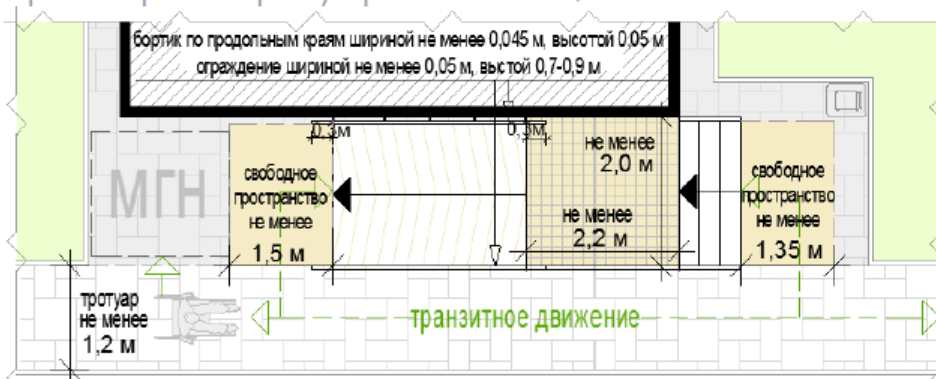 бортик по продольным краям шириной не менее 0,045 м, высоттой 0,05 м
ограждение шириной не менее 0,05 м, выстой 0,7-0,9 м
0,3м
0,3м
не менее
2,0 м
свободное
пространство
не менее
1,5 м
МГН
не менее
2,2 м
свободное
пространство
не менее
1,35 м
тротуар
не менее
1,2 м
транзитное движение